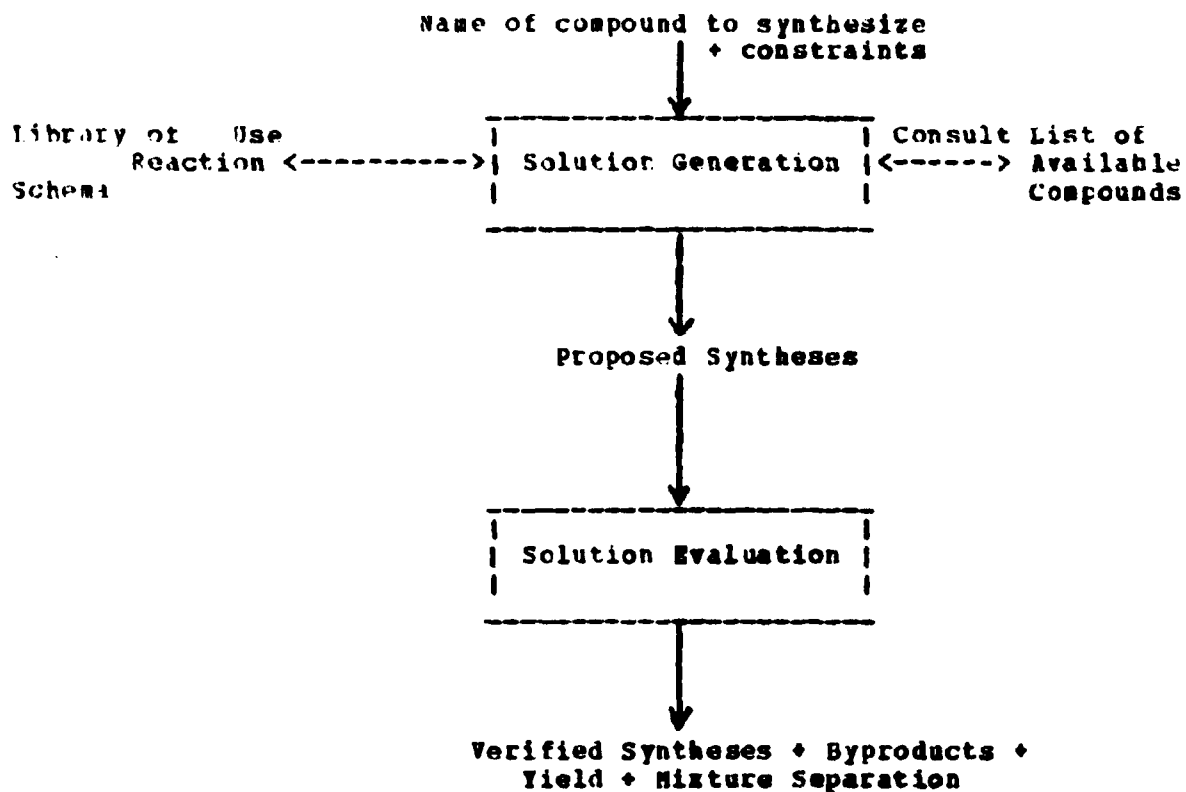 Name of compound to synthesize
+ constraints
Library of Use
Reaction <----------->
Schema
Solution Generation
Consult List of
<------> Available
Compounds
Proposed Syntheses
Solution Evaluation
Verified Syntheses + Byproducts +
Yield + Mixture Separation